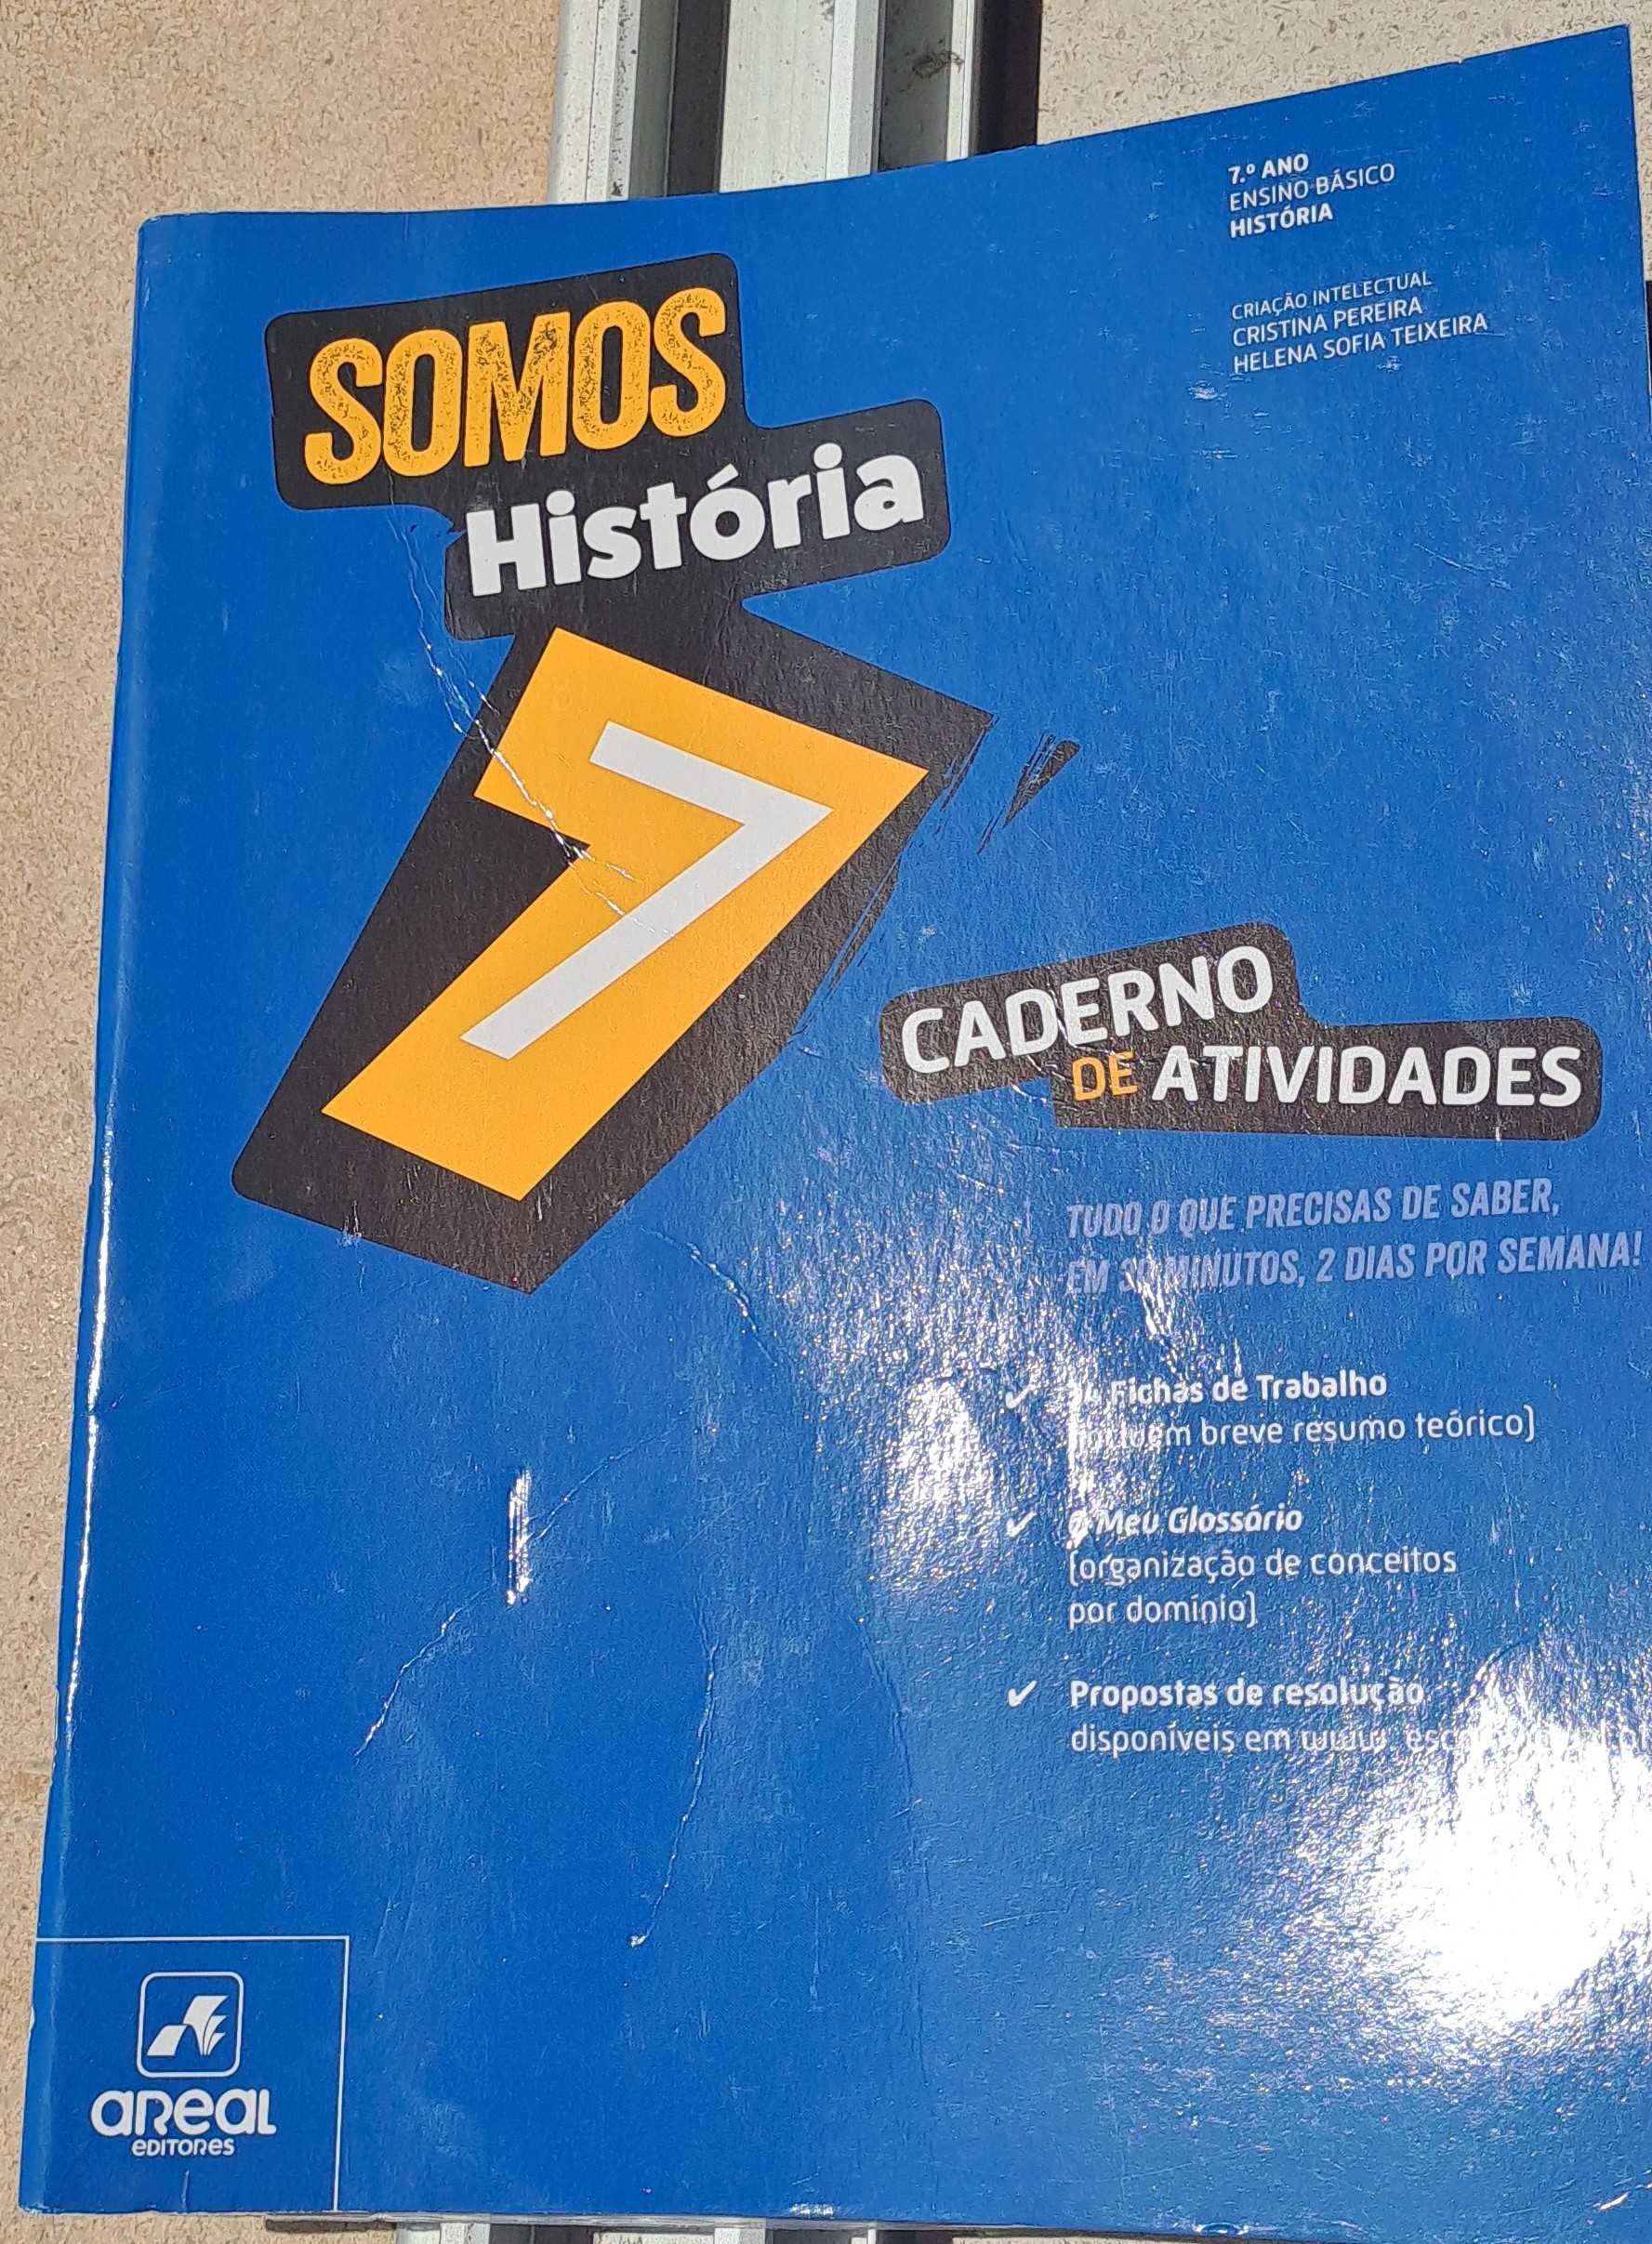 7.º ANO
ENSINO BÁSICO
HISTÓRIA
CRIAÇÃO INTELECTUAL
CRISTINA PEREIRA
HELENA SOFIA TEIXEIRA
SOMOS
História
7
CADERNO
DE ATIVIDADES
TUDO O QUE PRECISAS DE SABER,
EM MINUTOS, 2 DIAS POR SEMANA!
✓ Fichas de Trabalho
breve resumo teórico)
✓ O Meu Glossário
(organização de conceitos
por domínio)
✓ Propostas de resolução
disponíveis em
aReal
EDITORES